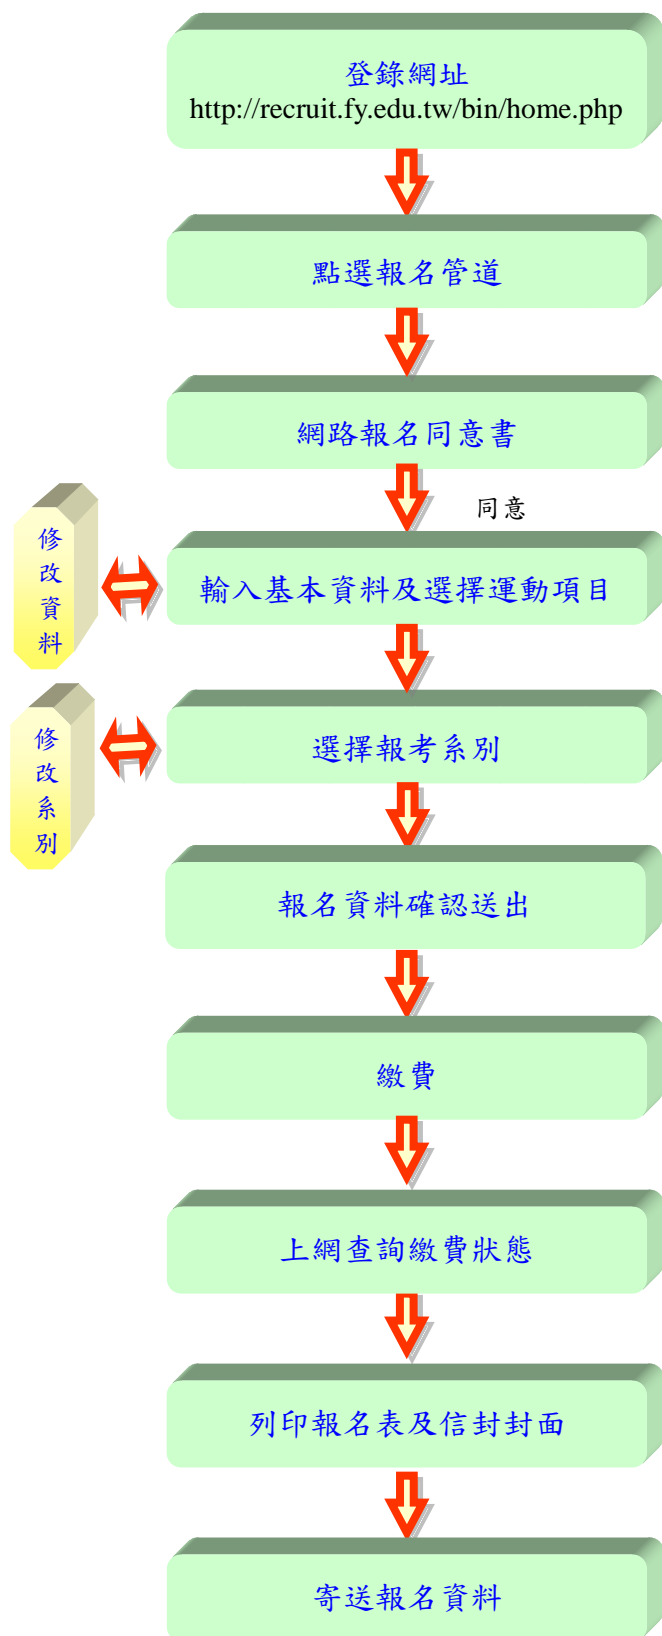 登錄網址
http://recruit.fy.edu.tw/bin/home.php
點選報名管道
網路報名同意書
同意
修改資料
輸入基本資料及選擇運動項目
修改系別
選擇報考系別
報名資料確認送出
繳費
上網查詢繳費狀態
列印報名表及信封封面
寄送報名資料